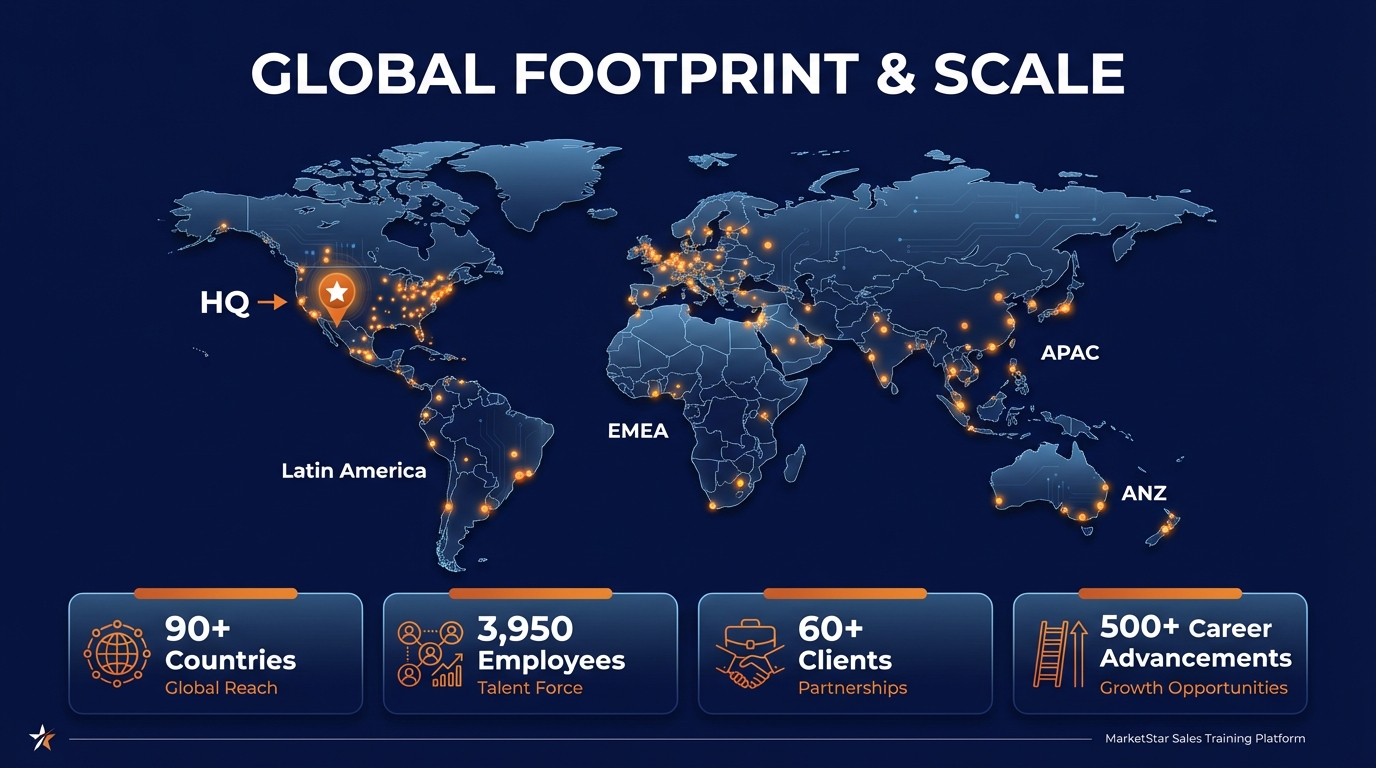 GLOBAL FOOTPRINT & SCALE
HQ
APAC
EMEA
Latin America
ANZ
90+
Countries
Global Reach
3,950
Employees
Talent Force
60+
Clients
Partnerships
500+ Career
Advancements
Growth Opportunities
MarketStar Sales Training Platform